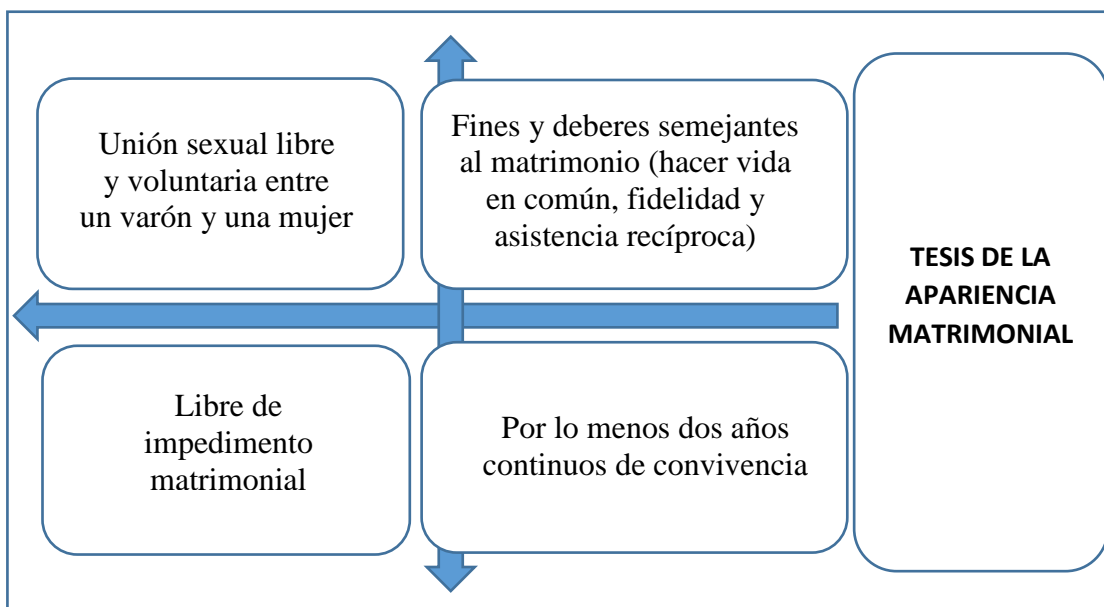 Unión sexual libre
y voluntaria entre
un varón y una mujer
Fines y deberes semejantes
al matrimonio (hacer vida
en común, fidelidad y
asistencia recíproca)
Libre de
impedimento
matrimonial
Por lo menos dos años
continuos de convivencia
TESIS DE LA
APARIENCIA
MATRIMONIAL